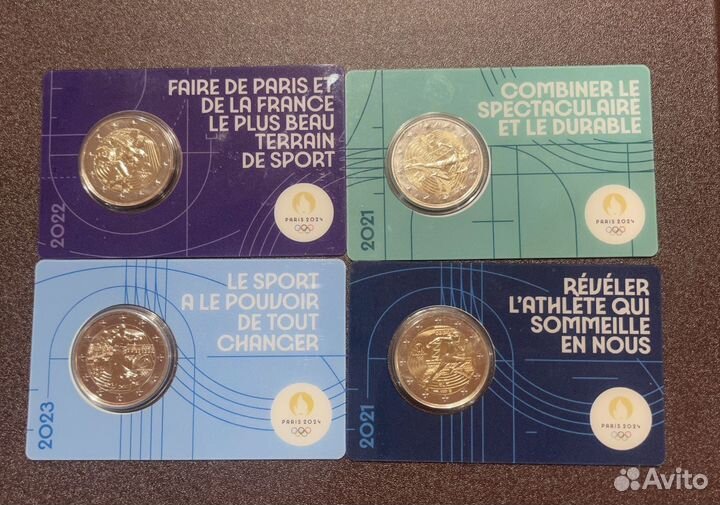 FAIRE DE PARIS ET
DE LA FRANCE
LE PLUS BEAU
TERRAIN
DE SPORT
2022
PARIS 2024
COMBINER LE
SPECTACULAIRE
ET LE DURABLE
2021
PARIS 2024
LE SPORT
A LE POUVOIR
DE TOUT
CHANGER
2023
PARIS 2024
RÉVÉLER
L'ATHLÈTE QUI
SOMMEILLE
EN NOUS
2021
PARIS 2024
Avito